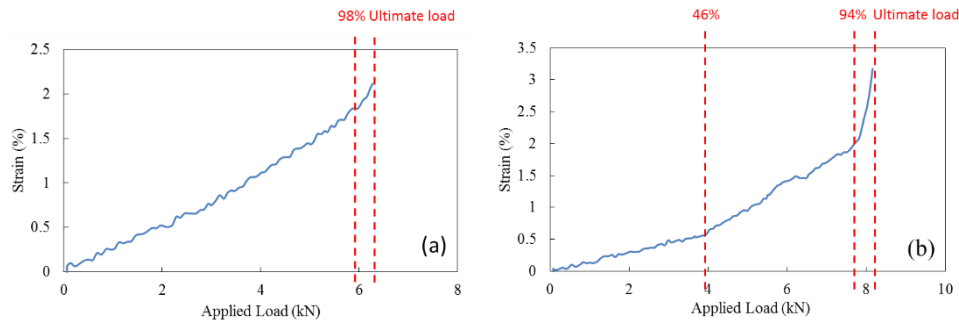 98% Ultimate load
2.5
2
1.5
1
0.5
0
Strain (%)
0 2 4 6 8
Applied Load (kN)
(a)
46%
94% Ultimate load
3.5
3
2.5
2
1.5
1
0.5
0
Strain (%)
0 2 4 6 8 10
Applied Load (kN)
(b)